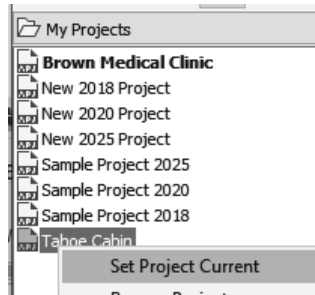 My Projects
Brown Medical Clinic
New 2018 Project
New 2020 Project
New 2025 Project
Sample Project 2025
Sample Project 2020
Sample Project 2018
Tahoe Cabin
Set Project Current